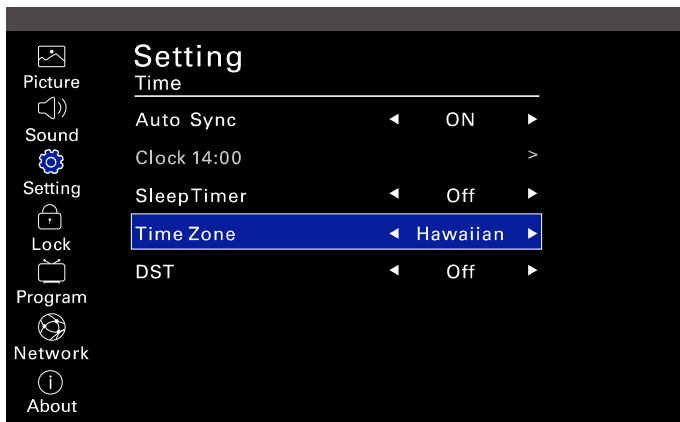 Picture
Sound
Setting
Lock
Program
Network
About
Setting
Time
Auto Sync ◀ ON ▶
Clock 14:00 >
SleepTimer ◀ Off ▶
Time Zone ◀ Hawaiian ▶
DST ◀ Off ▶